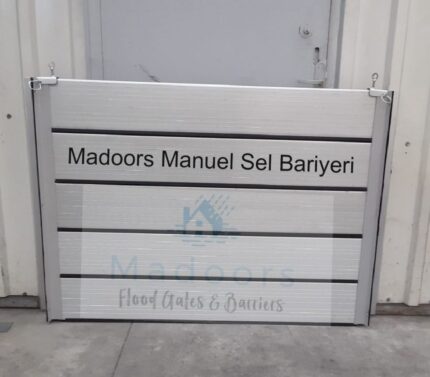 Madoors Manuel Sel Bariyeri
Madoors
Flood Gates & Barriers